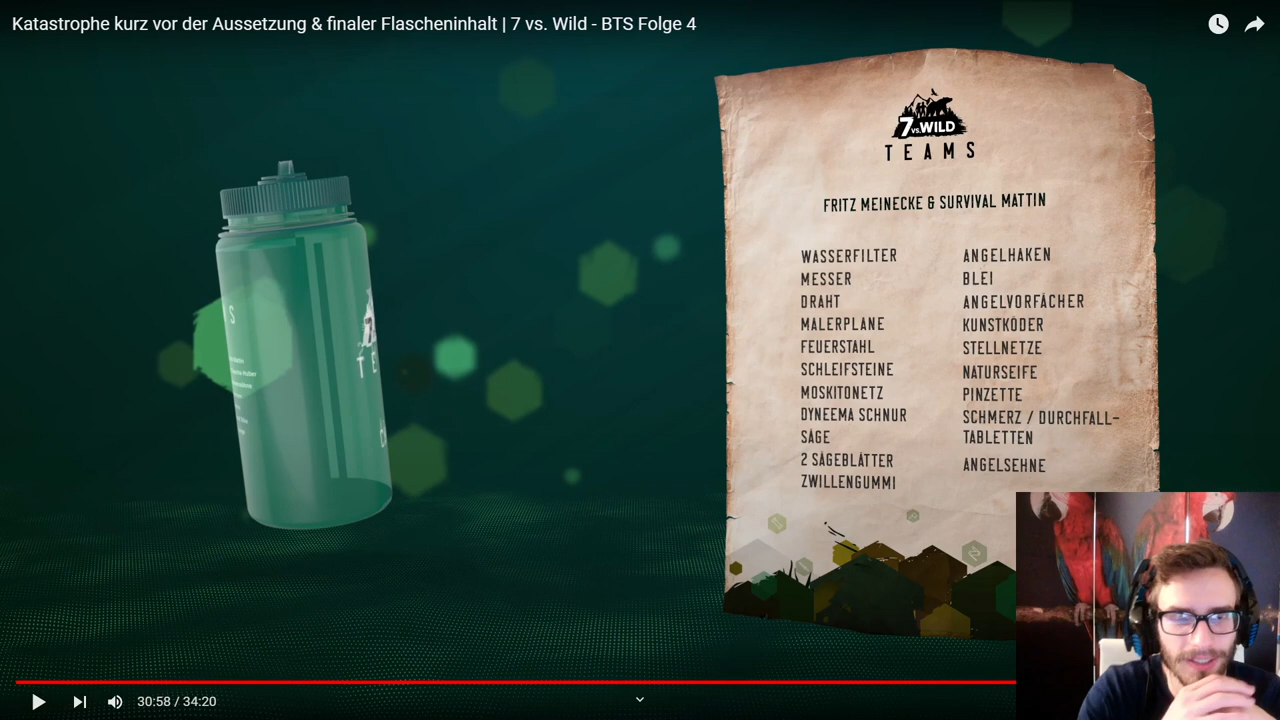 Katastrophe kurz vor der Aussetzung & finaler Flascheninhalt | 7 vs. Wild - BTS Folge 4
7 VS. WILD
TEAMS
FRITZ MEINECKE & SURVIVAL MATTIN
WASSERFILTER
MESSER
DRAHT
MALERPLANE
FEUERSTAHL
SCHLEIFSTEINE
MOSKITONETZ
DYNEEMA SCHNUR
SÄGE
2 SÄGEBLÄTTER
ZWILLENGUMMI
ANGELHAKEN
BLEI
ANGELVORFÄCHER
KUNSTKÖDER
STELLNETZE
NATURSEIFE
PINZETTE
SCHMERZ / DURCHFALL-
TABLETTEN
ANGELSEHNE
S
7
TE
30:58 / 34:20